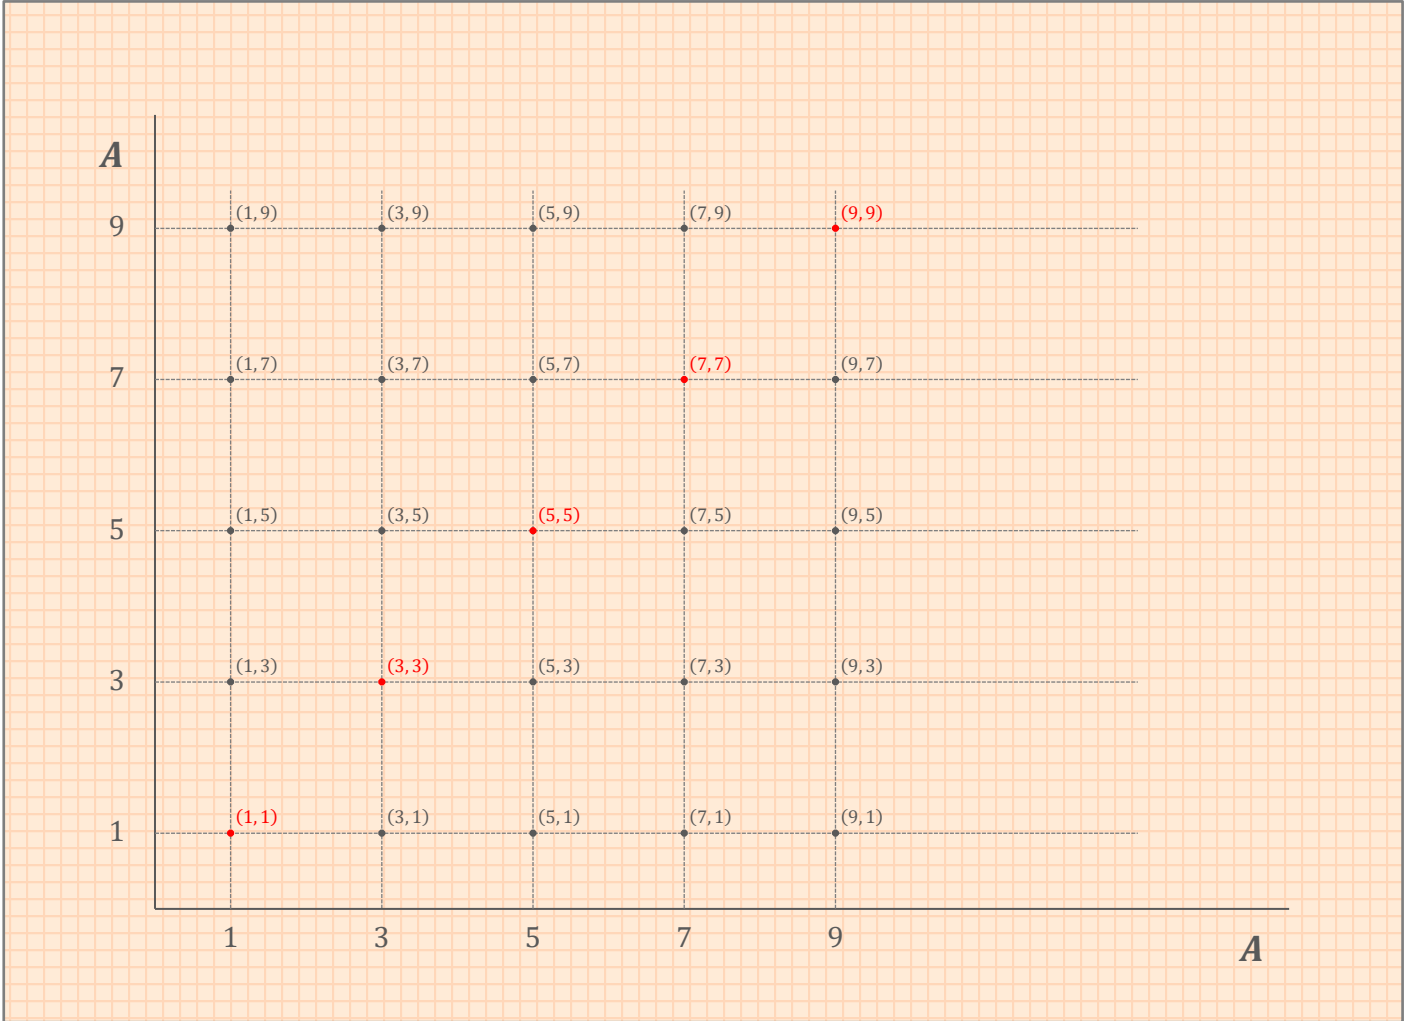 A
9 (1,9) (3,9) (5,9) (7,9) (9,9)
7 (1,7) (3,7) (5,7) (7,7) (9,7)
5 (1,5) (3,5) (5,5) (7,5) (9,5)
3 (1,3) (3,3) (5,3) (7,3) (9,3)
1 (1,1) (3,1) (5,1) (7,1) (9,1)
1 3 5 7 9
A